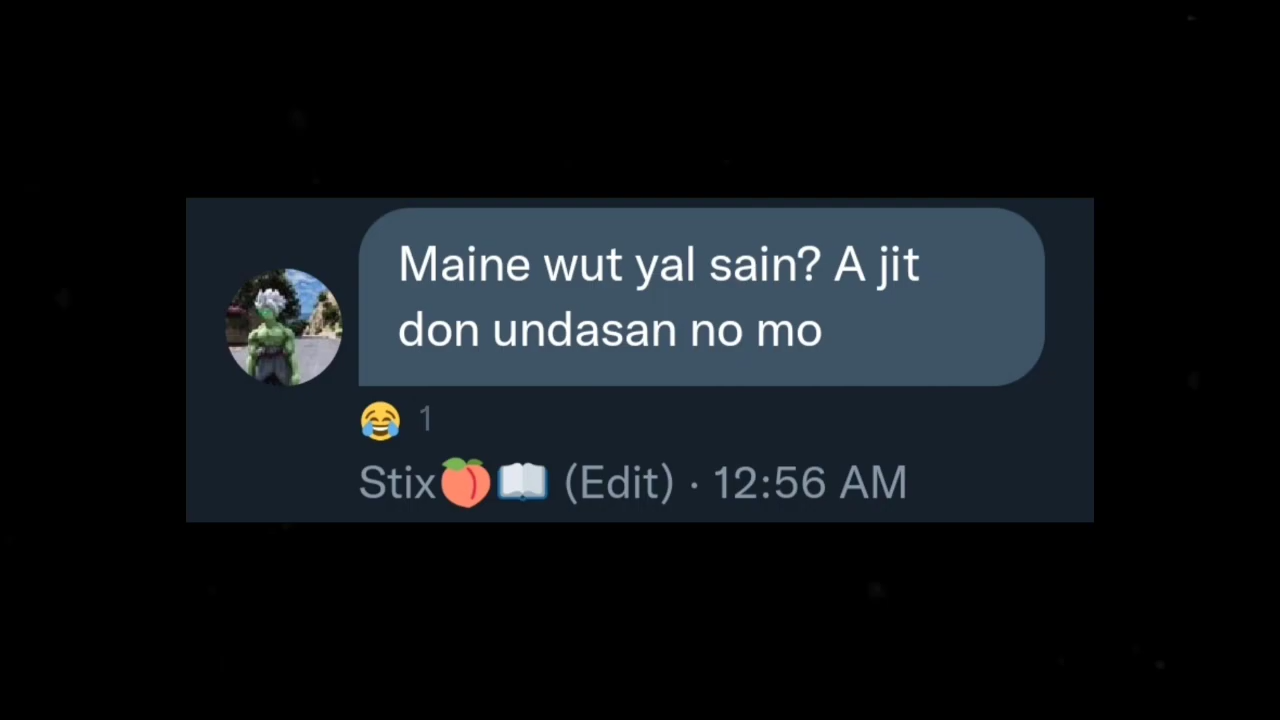 Maine wut yal sain? A jit
don undasan no mo
😂 1
Stix🍑📖 (Edit) · 12:56 AM